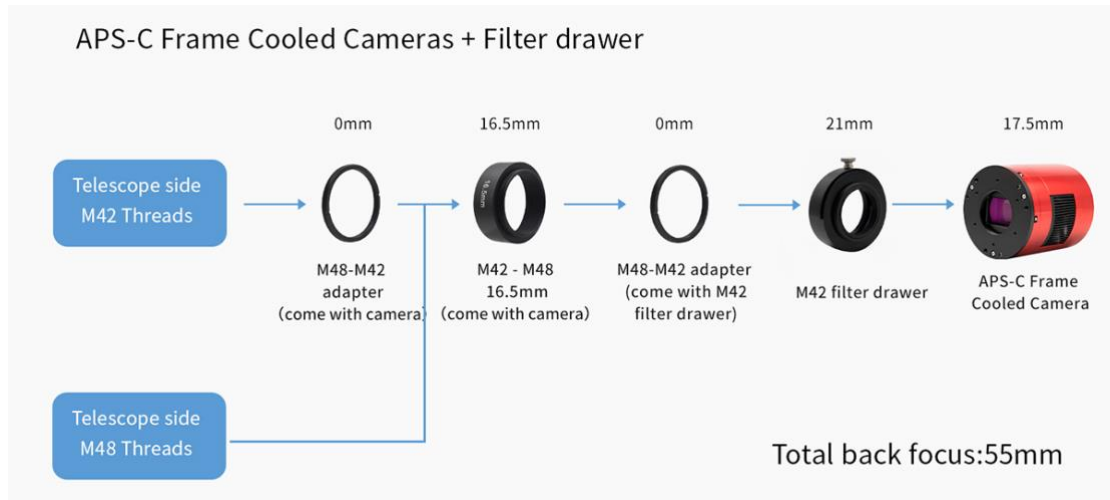 APS-C Frame Cooled Cameras + Filter drawer
0mm
16.5mm
0mm
21mm
17.5mm
Telescope side
M42 Threads
16.5mm
M48-M42
adapter
(come with camera)
M42 - M48
16.5mm
(come with camera)
M48-M42 adapter
(come with M42
filter drawer)
M42 filter drawer
APS-C Frame
Cooled Camera
Telescope side
M48 Threads
Total back focus:55mm